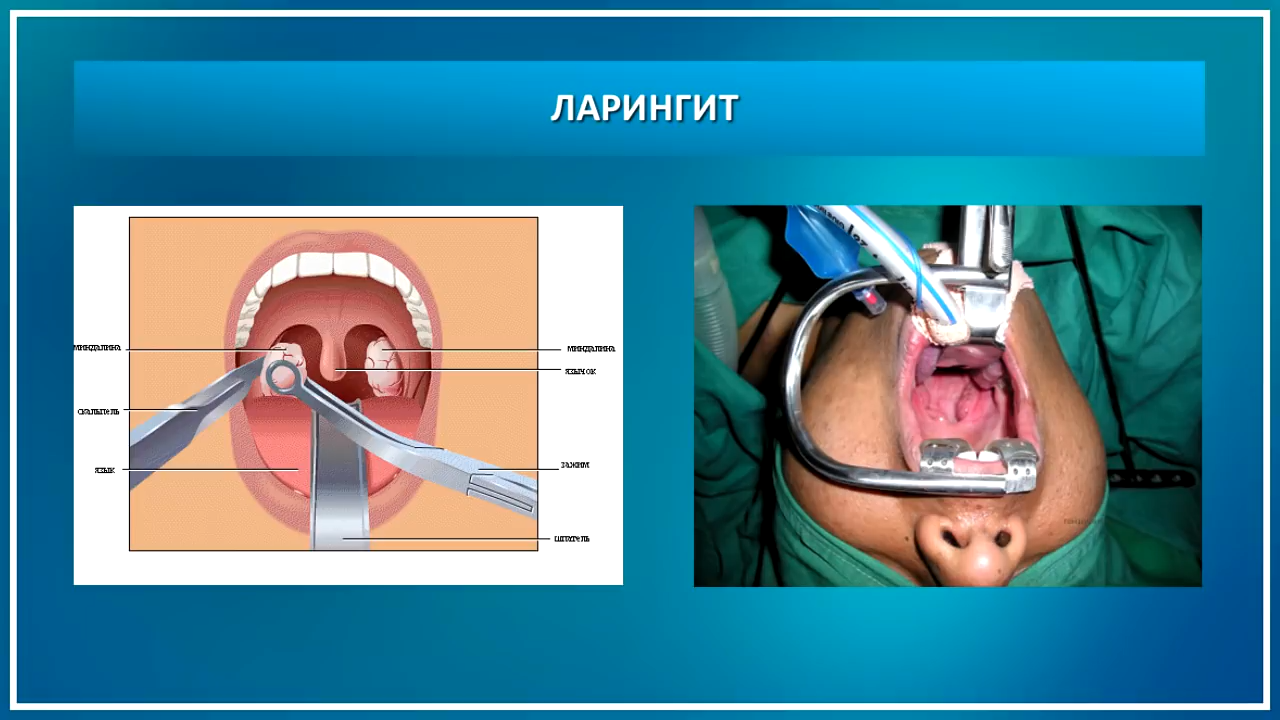 ЛАРИНГИТ
миндалина
миндалина
язычок
скальпель
язык
зажим
шпатель